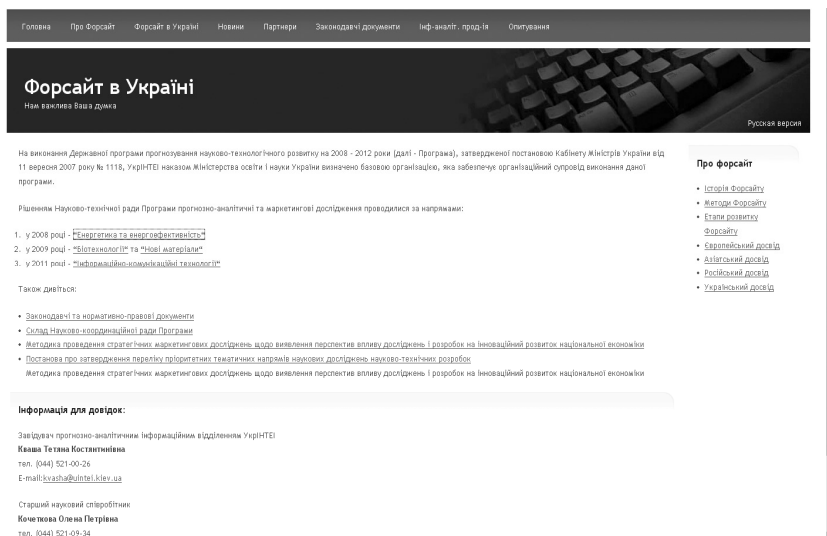 Головна Про Форсайт Форсайт в Україні Новини Партнери Законодавчі документи Інф-аналіт. прод-ія Опитування
Форсайт в Україні
Нам важлива Ваша думка
Русская версия
На виконання Державної програми прогнозування науково-технологічного розвитку на 2008 - 2012 роки (далі - Програма), затвердженої постановою Кабінету Міністрів України від
11 вересня 2007 року № 1118, УкрІНТЕІ наказом Міністерства освіти і науки України визначено базовою організацією, яка забезпечує організаційний супровід виконання даної
програми.
Рішенням Науково-технічної ради Програми прогнозно-аналітичні та маркетингові дослідження проводилися за напрямами:
1. у 2008 році - "Енергетика та енергоефективність"
2. у 2009 році - "Біотехнології" та "Нові матеріали"
3. у 2011 році - "Інформаційно-комунікаційні технології"
Також дивіться:
• Законодавчі та нормативно-правові документи
• Склад Науково-координаційної ради Програми
• Методика проведення стратегічних маркетингових досліджень щодо виявлення перспектив впливу досліджень і розробок на інноваційний розвиток національної економіки
• Постанова про затвердження переліку пріоритетних тематичних напрямів наукових досліджень науково-технічних розробок
Методика проведення стратегічних маркетингових досліджень щодо виявлення перспектив впливу досліджень і розробок на інноваційний розвиток національної економіки
Інформація для довідок:
Завідувач прогнозно-аналітичним інформаційним відділенням УкрІНТЕІ
Кваша Тетяна Костянтинівна
тел. (044) 521-00-26
E-mail:kvasha@uintei.kiev.ua
Старший науковий співробітник
Кочеткова Олена Петрівна
тел. (044) 521-09-34
Про форсайт
• Історія Форсайту
• Методи Форсайту
• Етапи розвитку
Форсайту
• Європейський досвід
• Азіатський досвід
• Російський досвід
• Український досвід